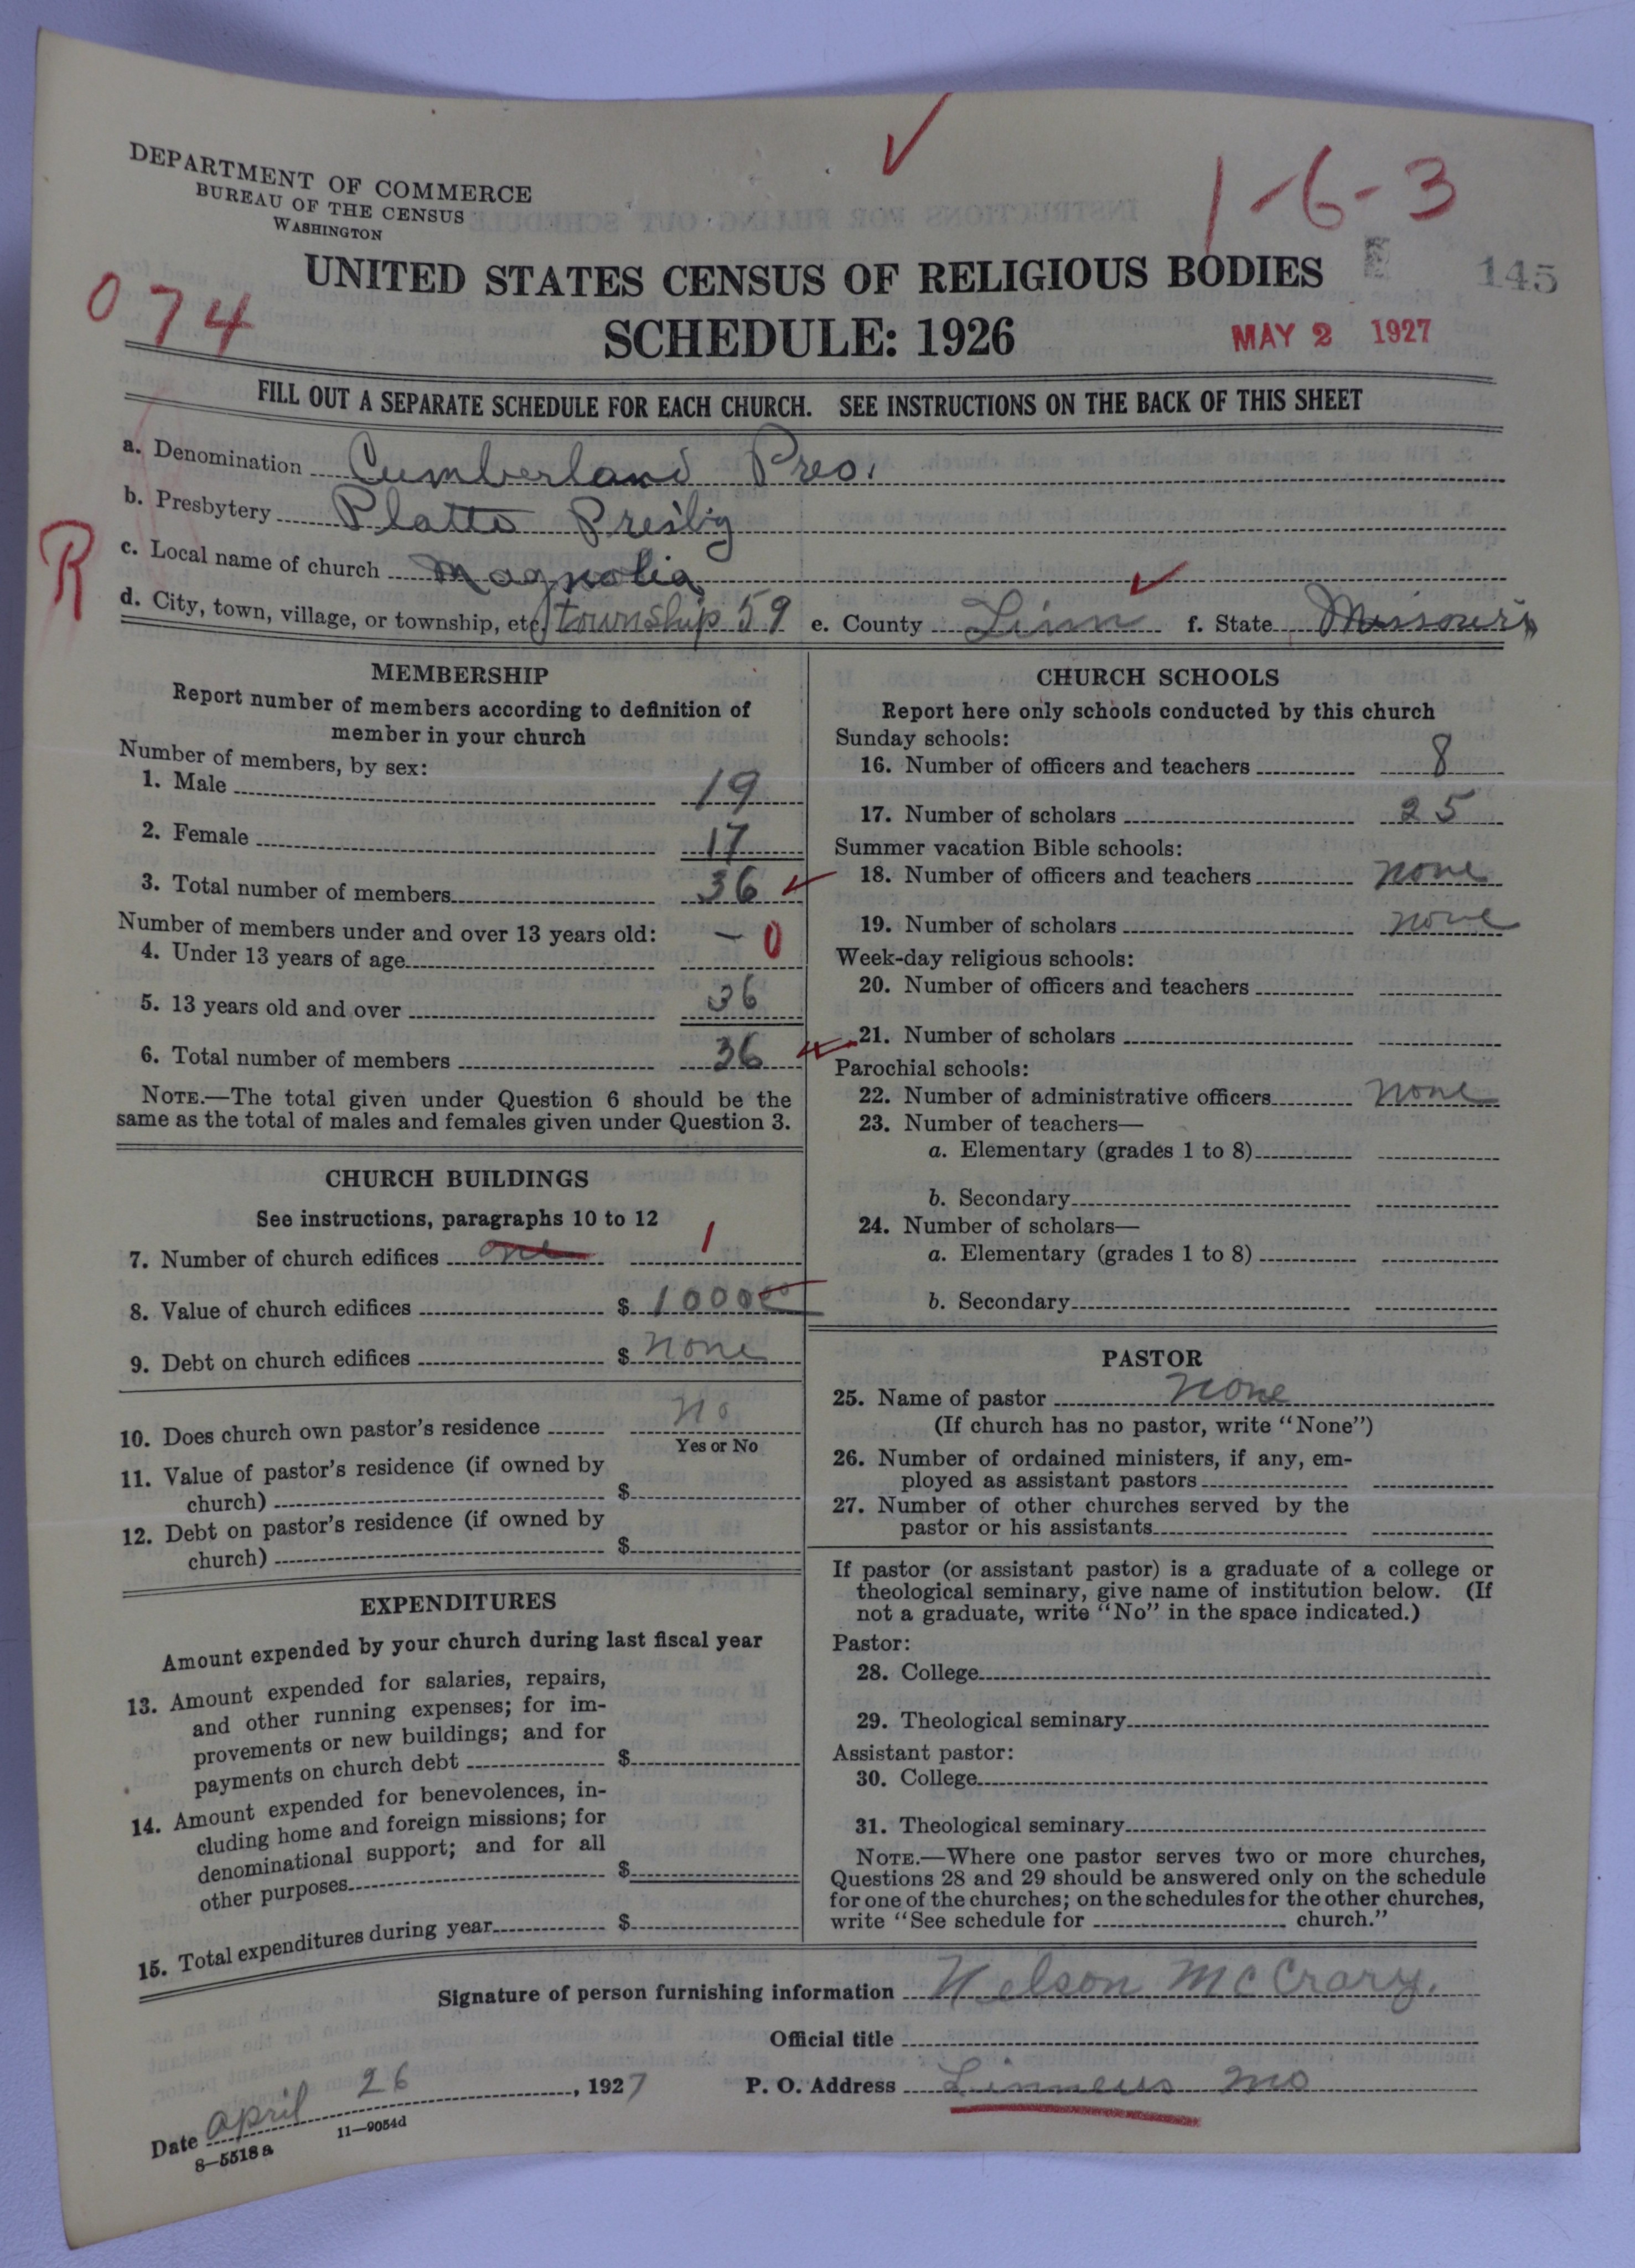 DEPARTMENT OF COMMERCE
BUREAU OF THE CENSUS
WASHINGTON
1-6-3
UNITED STATES CENSUS OF RELIGIOUS BODIES
145
074
SCHEDULE: 1926
MAY 2 1927
FILL OUT A SEPARATE SCHEDULE FOR EACH CHURCH. SEE INSTRUCTIONS ON THE BACK OF THIS SHEET
a. Denomination Cumberland Pres.
b. Presbytery Platte Presby
R
c. Local name of church Magnolia
d. City, town, village, or township, etc. township 59 e. County Linn f. State Missouri
MEMBERSHIP
Report number of members according to definition of
member in your church
Number of members, by sex:
1. Male 19
2. Female 17
3. Total number of members 36
Number of members under and over 13 years old:
4. Under 13 years of age – 0
5. 13 years old and over 36
6. Total number of members 36
NOTE.—The total given under Question 6 should be the
same as the total of males and females given under Question 3.
CHURCH BUILDINGS
See instructions, paragraphs 10 to 12
7. Number of church edifices one 1
8. Value of church edifices $ 1000 00
9. Debt on church edifices $ none
10. Does church own pastor's residence no
Yes or No
11. Value of pastor's residence (if owned by
church) $
12. Debt on pastor's residence (if owned by
church) $
EXPENDITURES
Amount expended by your church during last fiscal year
13. Amount expended for salaries, repairs,
and other running expenses; for im-
provements or new buildings; and for
payments on church debt $
14. Amount expended for benevolences, in-
cluding home and foreign missions; for
denominational support; and for all
other purposes $
15. Total expenditures during year $
CHURCH SCHOOLS
Report here only schools conducted by this church
Sunday schools:
16. Number of officers and teachers 8
17. Number of scholars 25
Summer vacation Bible schools:
18. Number of officers and teachers none
19. Number of scholars none
Week-day religious schools:
20. Number of officers and teachers
21. Number of scholars
Parochial schools:
22. Number of administrative officers none
23. Number of teachers—
a. Elementary (grades 1 to 8)
b. Secondary
24. Number of scholars—
a. Elementary (grades 1 to 8)
b. Secondary
PASTOR
25. Name of pastor none
(If church has no pastor, write "None")
26. Number of ordained ministers, if any, em-
ployed as assistant pastors
27. Number of other churches served by the
pastor or his assistants
If pastor (or assistant pastor) is a graduate of a college or
theological seminary, give name of institution below. (If
not a graduate, write "No" in the space indicated.)
Pastor:
28. College
29. Theological seminary
Assistant pastor:
30. College
31. Theological seminary
NOTE.—Where one pastor serves two or more churches,
Questions 28 and 29 should be answered only on the schedule
for one of the churches; on the schedules for the other churches,
write "See schedule for church."
Signature of person furnishing information Nelson McCrary.
Official title
Date april 26, 1927 P. O. Address Linneus Mo
8—5518 a 11—9054d